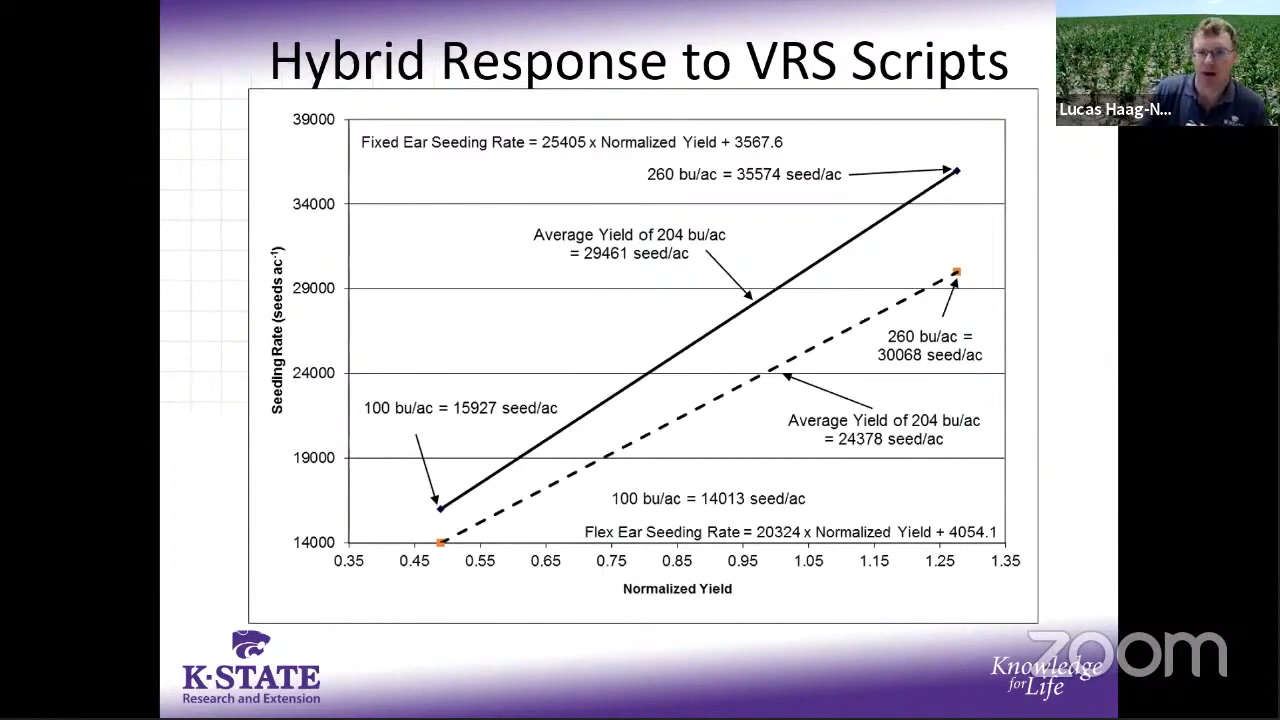 Hybrid Response to VRS Scripts
Lucas Haag-N...
39000
34000
29000
24000
19000
14000
Seeding Rate (seeds ac⁻¹)
Fixed Ear Seeding Rate = 25405 x Normalized Yield + 3567.6
260 bu/ac = 35574 seed/ac
Average Yield of 204 bu/ac
= 29461 seed/ac
260 bu/ac =
30068 seed/ac
100 bu/ac = 15927 seed/ac
Average Yield of 204 bu/ac
= 24378 seed/ac
100 bu/ac = 14013 seed/ac
Flex Ear Seeding Rate = 20324 x Normalized Yield + 4054.1
0.35 0.45 0.55 0.65 0.75 0.85 0.95 1.05 1.15 1.25 1.35
Normalized Yield
K-STATE
Research and Extension
Knowledge
for Life
zoom